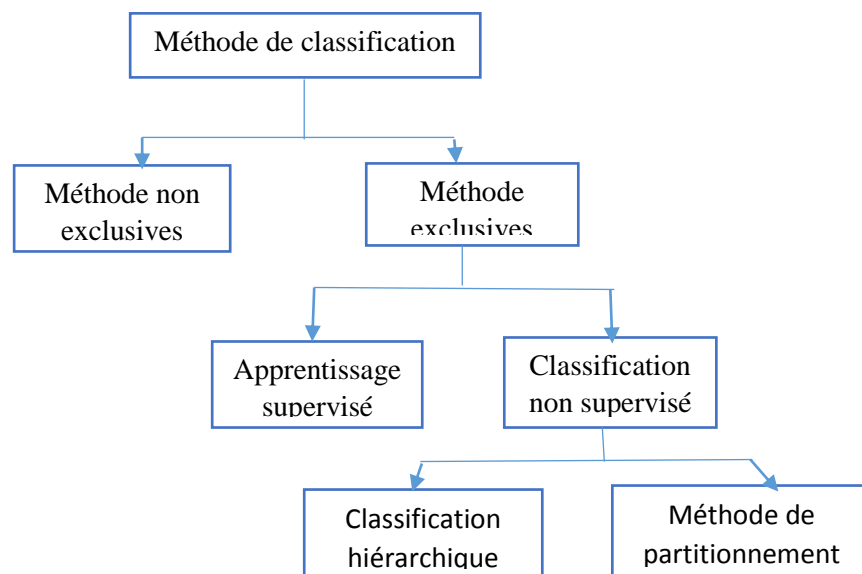 Méthode de classification
Méthode non
exclusives
Méthode
exclusives
Apprentissage
supervisé
Classification
non supervisé
Classification
hiérarchique
Méthode de
partitionnement